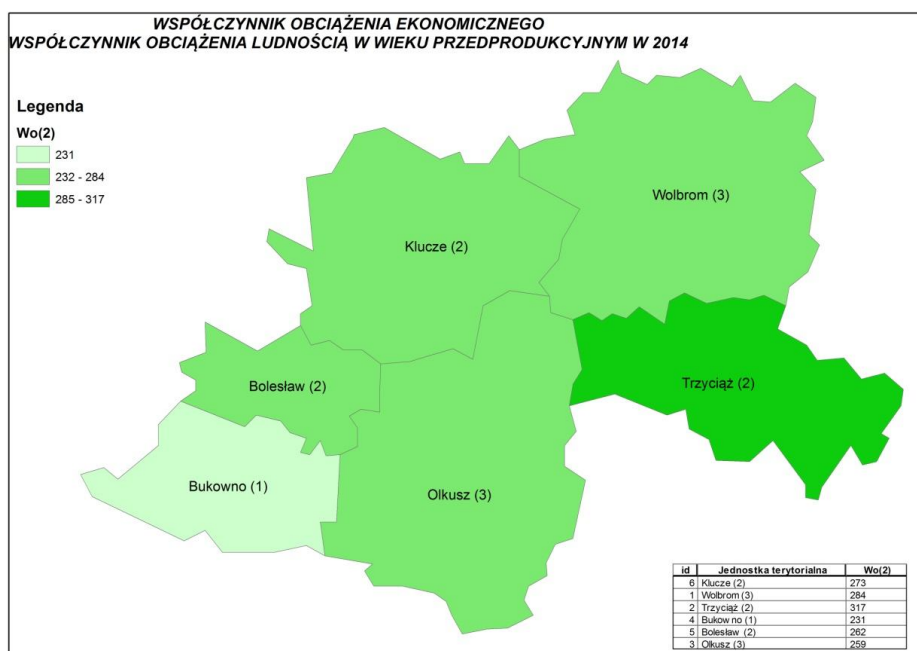 WSPÓŁCZYNNIK OBCIĄŻENIA EKONOMICZNEGO
WSPÓŁCZYNNIK OBCIĄŻENIA LUDNOŚCIĄ W WIEKU PRZEDPRODUKCYJNYM W 2014
Legenda
Wo(2)
231
232 - 284
285 - 317
Wolbrom (3)
Klucze (2)
Bolesław (2)
Trzyciąż (2)
Bukowno (1)
Olkusz (3)
id Jednostka terytorialna Wo(2)
6 Klucze (2) 273
1 Wolbrom (3) 284
2 Trzyciąż (2) 317
4 Bukowno (1) 231
5 Bolesław (2) 262
3 Olkusz (3) 259